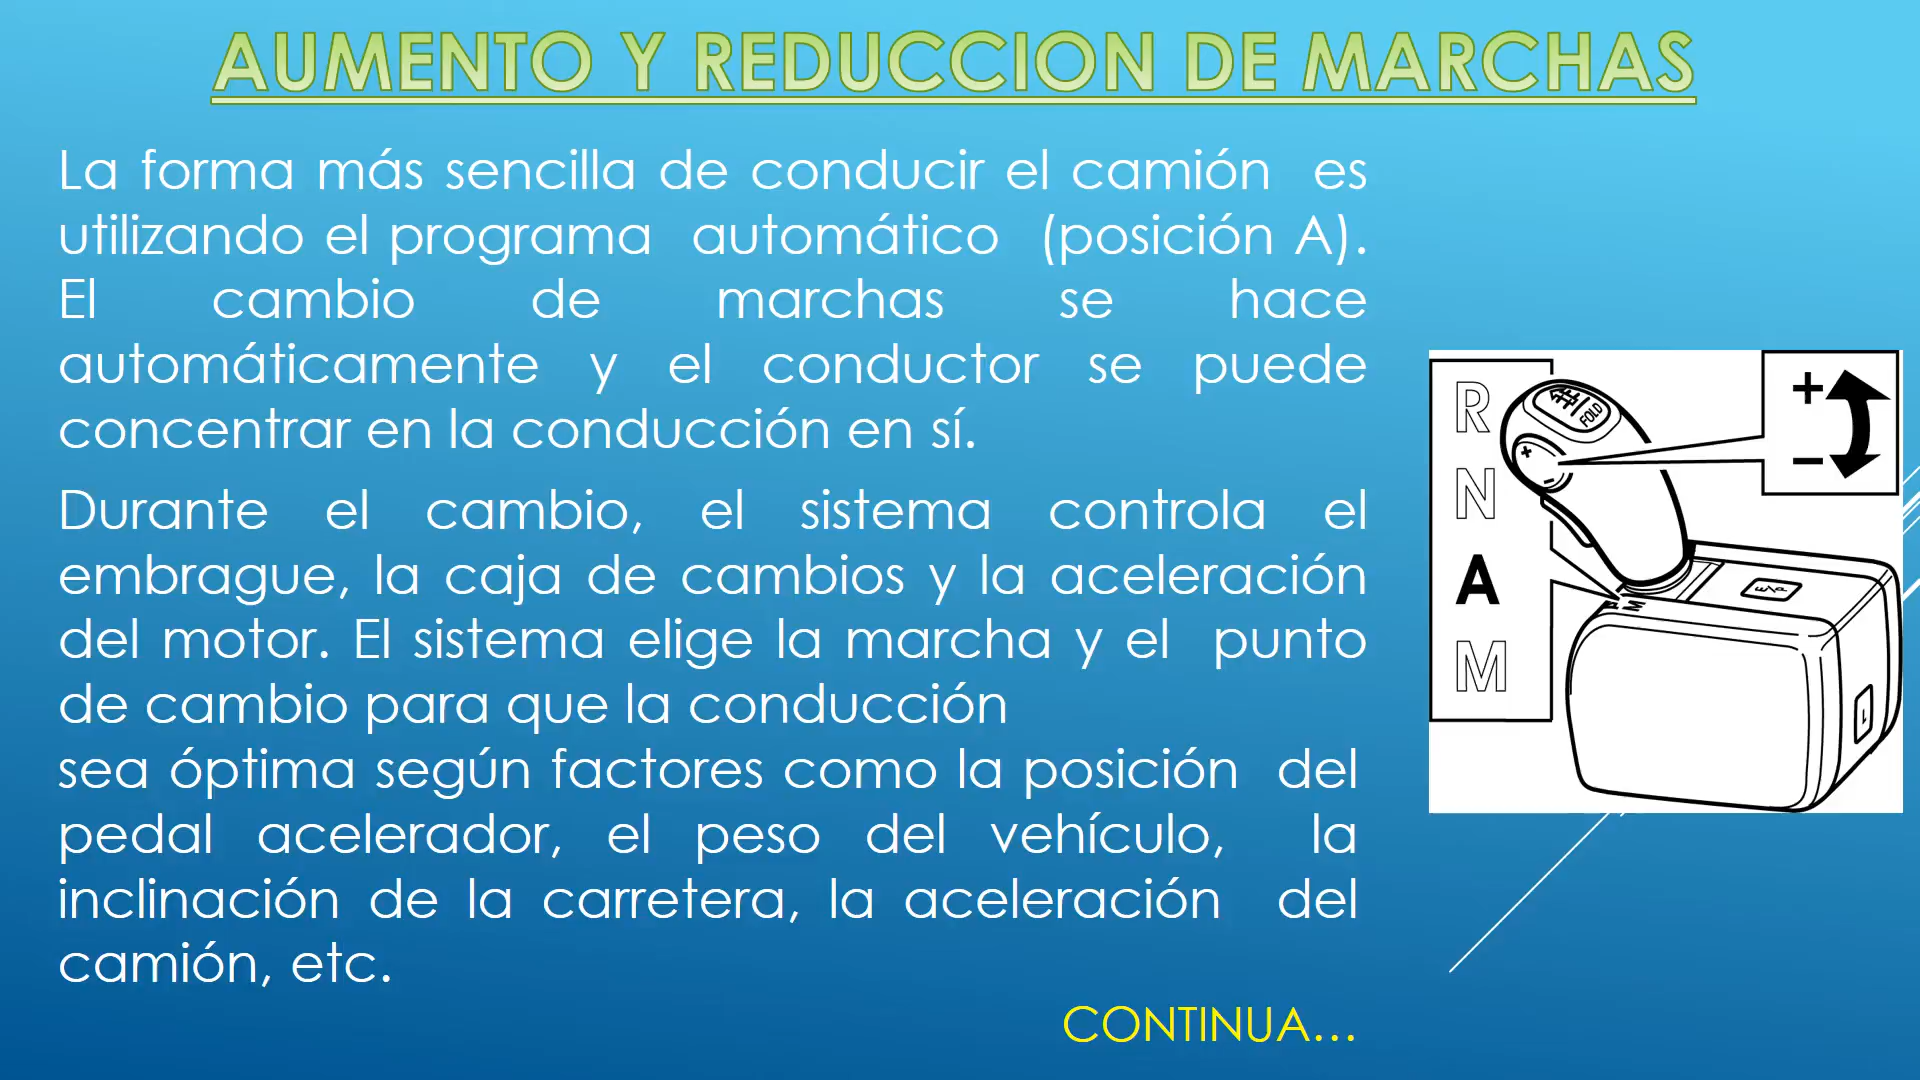 AUMENTO Y REDUCCION DE MARCHAS
La forma más sencilla de conducir el camión es
utilizando el programa automático (posición A).
El cambio de marchas se hace
automáticamente y el conductor se puede
concentrar en la conducción en sí.
Durante el cambio, el sistema controla el
embrague, la caja de cambios y la aceleración
del motor. El sistema elige la marcha y el punto
de cambio para que la conducción
sea óptima según factores como la posición del
pedal acelerador, el peso del vehículo, la
inclinación de la carretera, la aceleración del
camión, etc.
CONTINUA...
R
N
A
M
FOLD
+
−
+
−
E/P
L